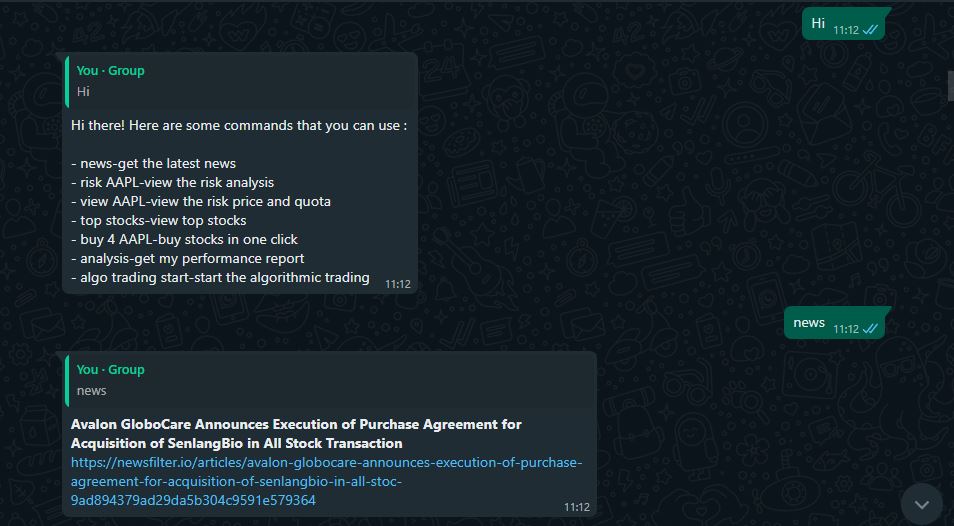 Hi 11:12
You · Group
Hi
Hi there! Here are some commands that you can use :
- news-get the latest news
- risk AAPL-view the risk analysis
- view AAPL-view the risk price and quota
- top stocks-view top stocks
- buy 4 AAPL-buy stocks in one click
- analysis-get my performance report
- algo trading start-start the algorithmic trading 11:12
news 11:12
You · Group
news
Avalon GloboCare Announces Execution of Purchase Agreement for
Acquisition of SenlangBio in All Stock Transaction
https://newsfilter.io/articles/avalon-globocare-announces-execution-of-purchase-
agreement-for-acquisition-of-senlangbio-in-all-stoc-
9ad894379ad29da5b304c9591e579364 11:12